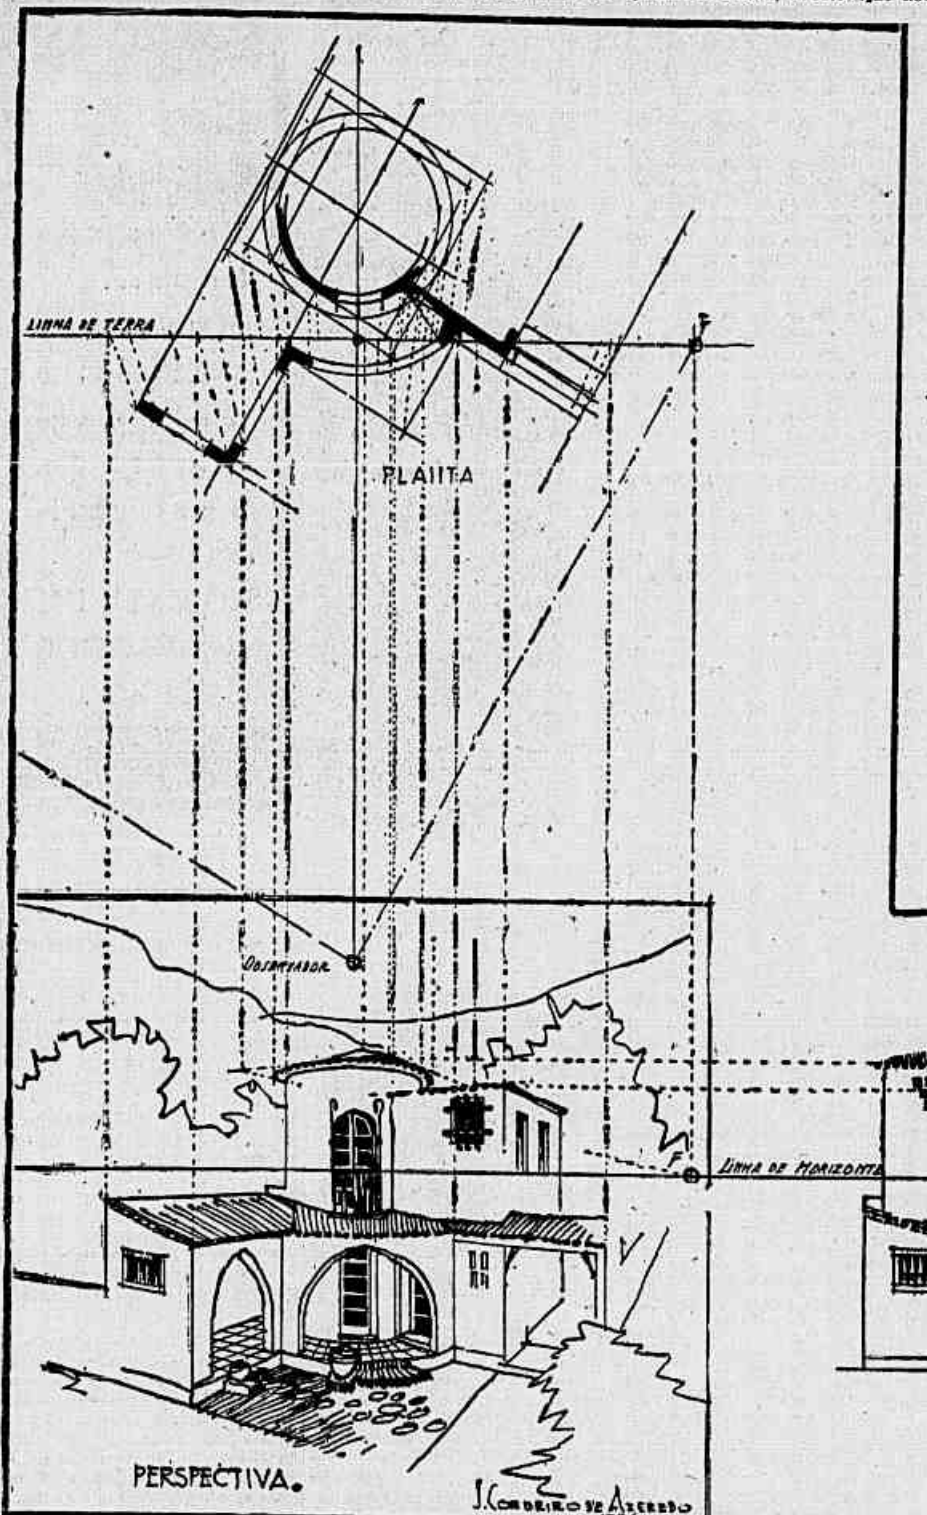 LINHA DE TERRA
F
PLANTA
OBSERVADOR
F
LINHA DE HORIZONTE
PERSPECTIVA.
J. CORDEIRO DE AZEREDO